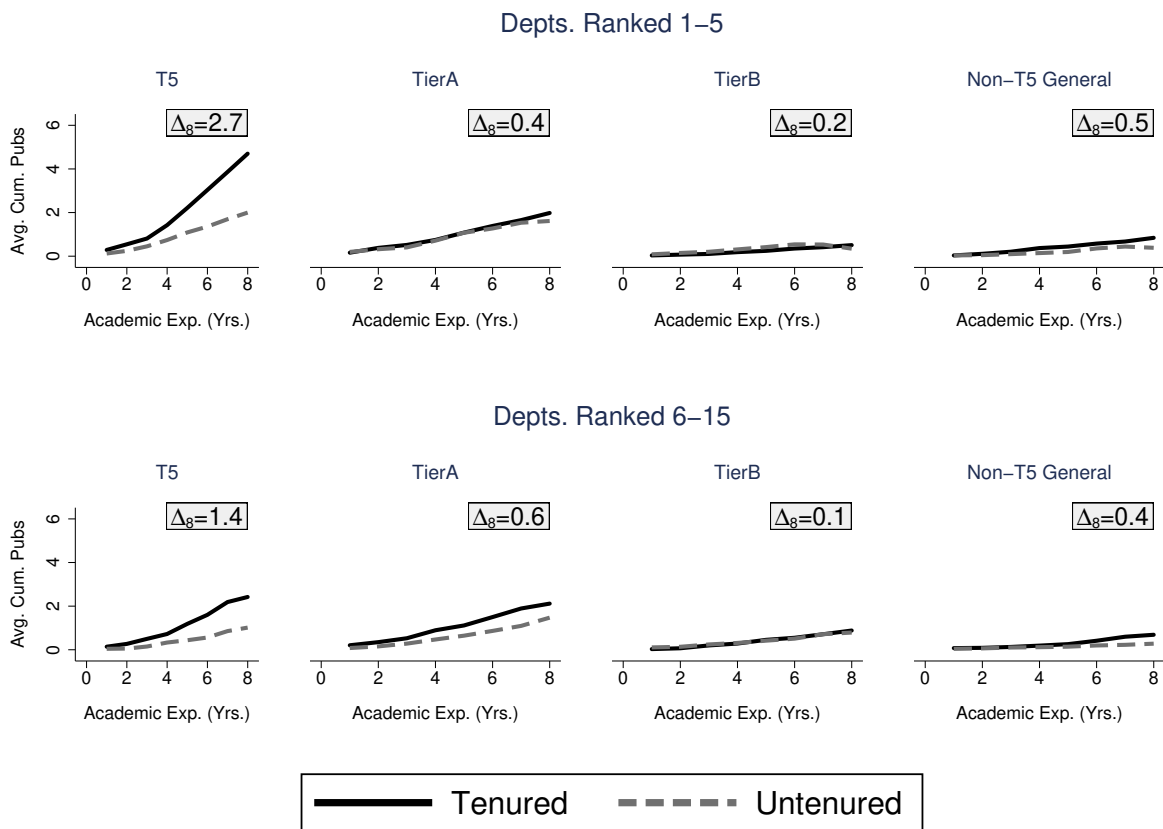 Depts. Ranked 1−5
T5 TierA TierB Non−T5 General
Δ8=2.7 Δ8=0.4 Δ8=0.2 Δ8=0.5
Avg. Cum. Pubs
6
4
2
0
0 2 4 6 8 0 2 4 6 8 0 2 4 6 8 0 2 4 6 8
Academic Exp. (Yrs.) Academic Exp. (Yrs.) Academic Exp. (Yrs.) Academic Exp. (Yrs.)
Depts. Ranked 6−15
T5 TierA TierB Non−T5 General
Δ8=1.4 Δ8=0.6 Δ8=0.1 Δ8=0.4
Avg. Cum. Pubs
6
4
2
0
0 2 4 6 8 0 2 4 6 8 0 2 4 6 8 0 2 4 6 8
Academic Exp. (Yrs.) Academic Exp. (Yrs.) Academic Exp. (Yrs.) Academic Exp. (Yrs.)
Tenured Untenured